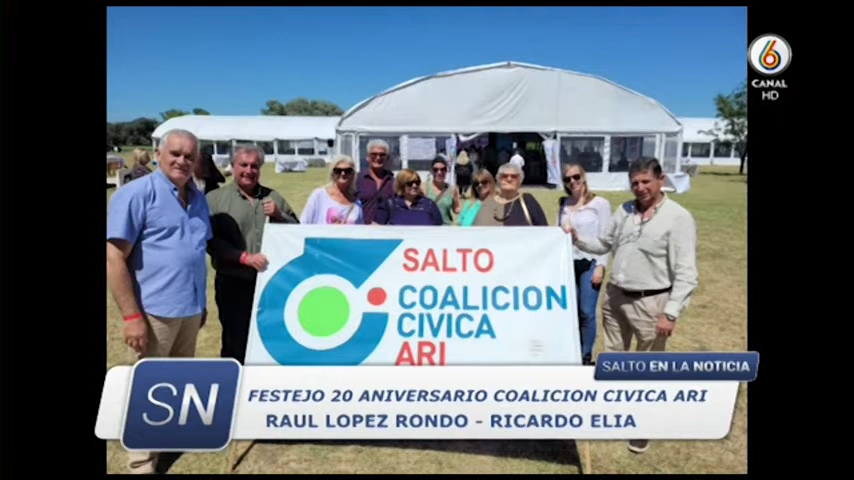 6
CANAL
HD
SALTO
COALICION
CIVICA
ARI
SALTO EN LA NOTICIA
SN
FESTEJO 20 ANIVERSARIO COALICION CIVICA ARI
RAUL LOPEZ RONDO - RICARDO ELIA